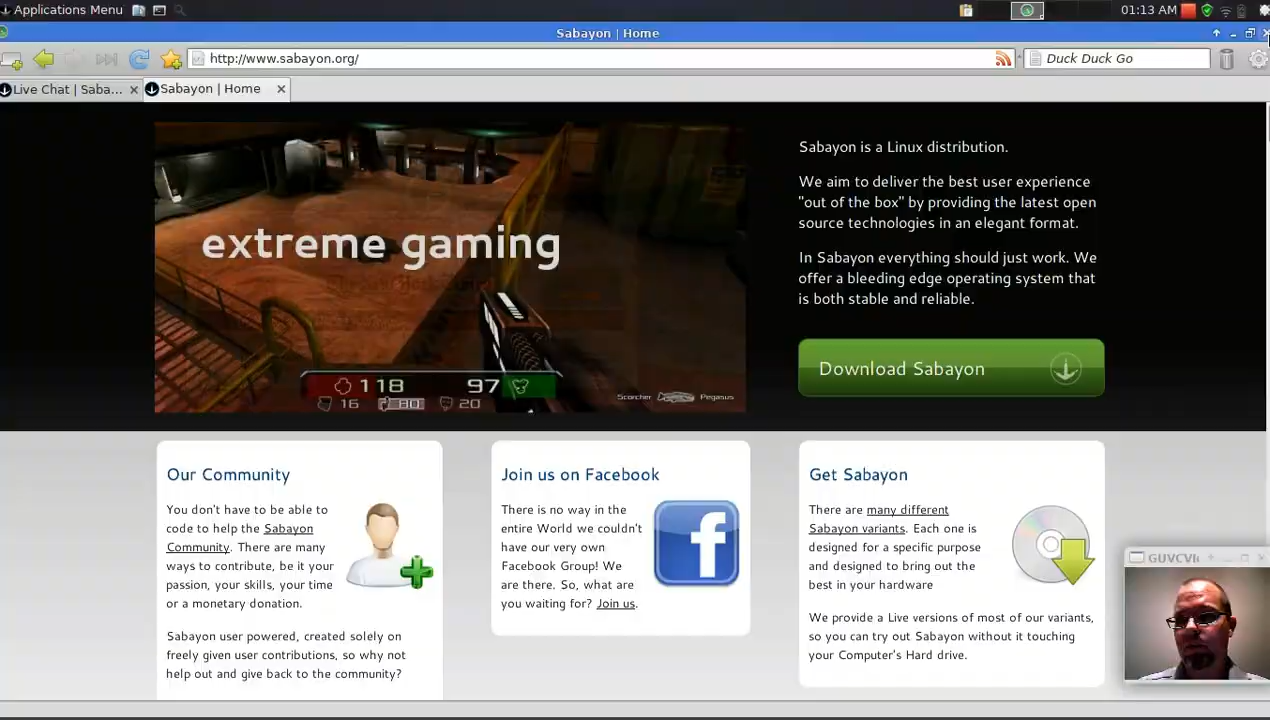 Applications Menu
01:13 AM
Sabayon | Home
http://www.sabayon.org/
Duck Duck Go
Live Chat | Saba...
Sabayon | Home
extreme gaming
118 97
16 80 20
Scorcher Pegasus
Sabayon is a Linux distribution.
We aim to deliver the best user experience
"out of the box" by providing the latest open
source technologies in an elegant format.
In Sabayon everything should just work. We
offer a bleeding edge operating system that
is both stable and reliable.
Download Sabayon
Our Community
You don't have to be able to
code to help the Sabayon
Community. There are many
ways to contribute, be it your
passion, your skills, your time
or a monetary donation.
Sabayon user powered, created solely on
freely given user contributions, so why not
help out and give back to the community?
Join us on Facebook
There is no way in the
entire World we couldn't
have our very own
Facebook Group! We
are there. So, what are
you waiting for? Join us.
Get Sabayon
There are many different
Sabayon variants. Each one is
designed for a specific purpose
and designed to bring out the
best in your hardware
We provide a Live versions of most of our variants,
so you can try out Sabayon without it touching
your Computer's Hard drive.